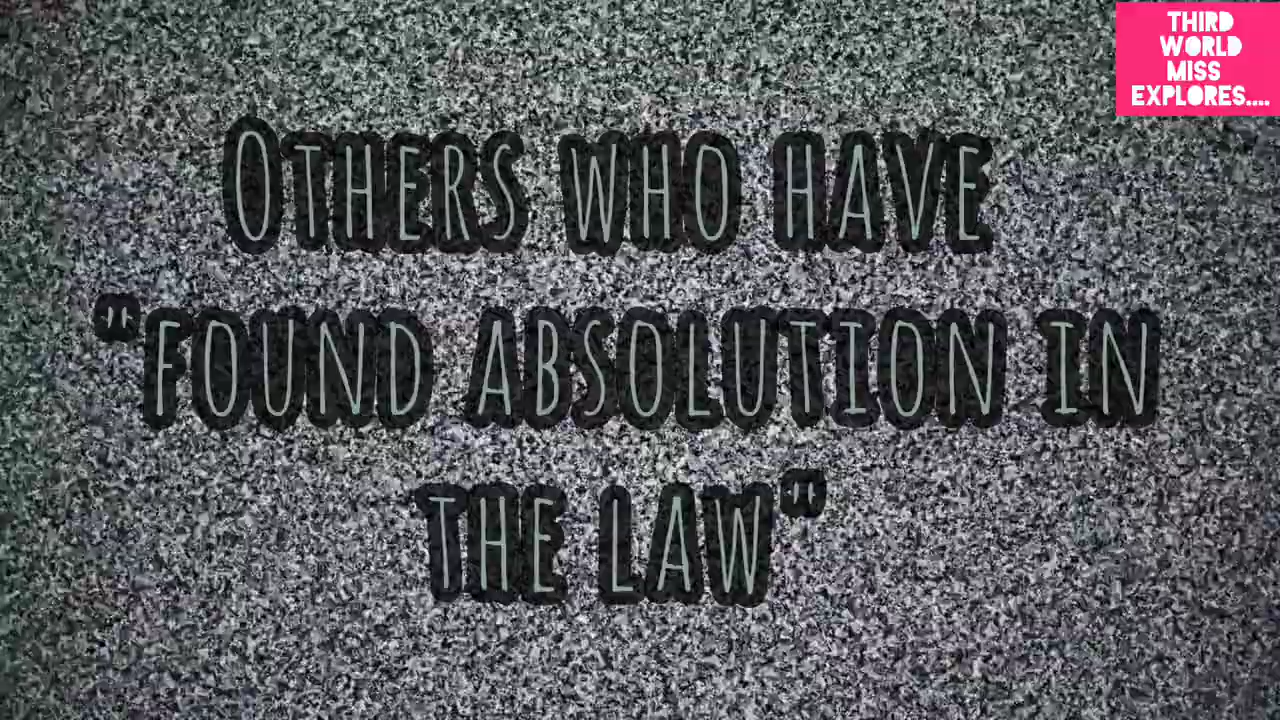 THIRD
WORLD
MISS
EXPLORES....
OTHERS WHO HAVE
"FOUND ABSOLUTION IN
THE LAW"